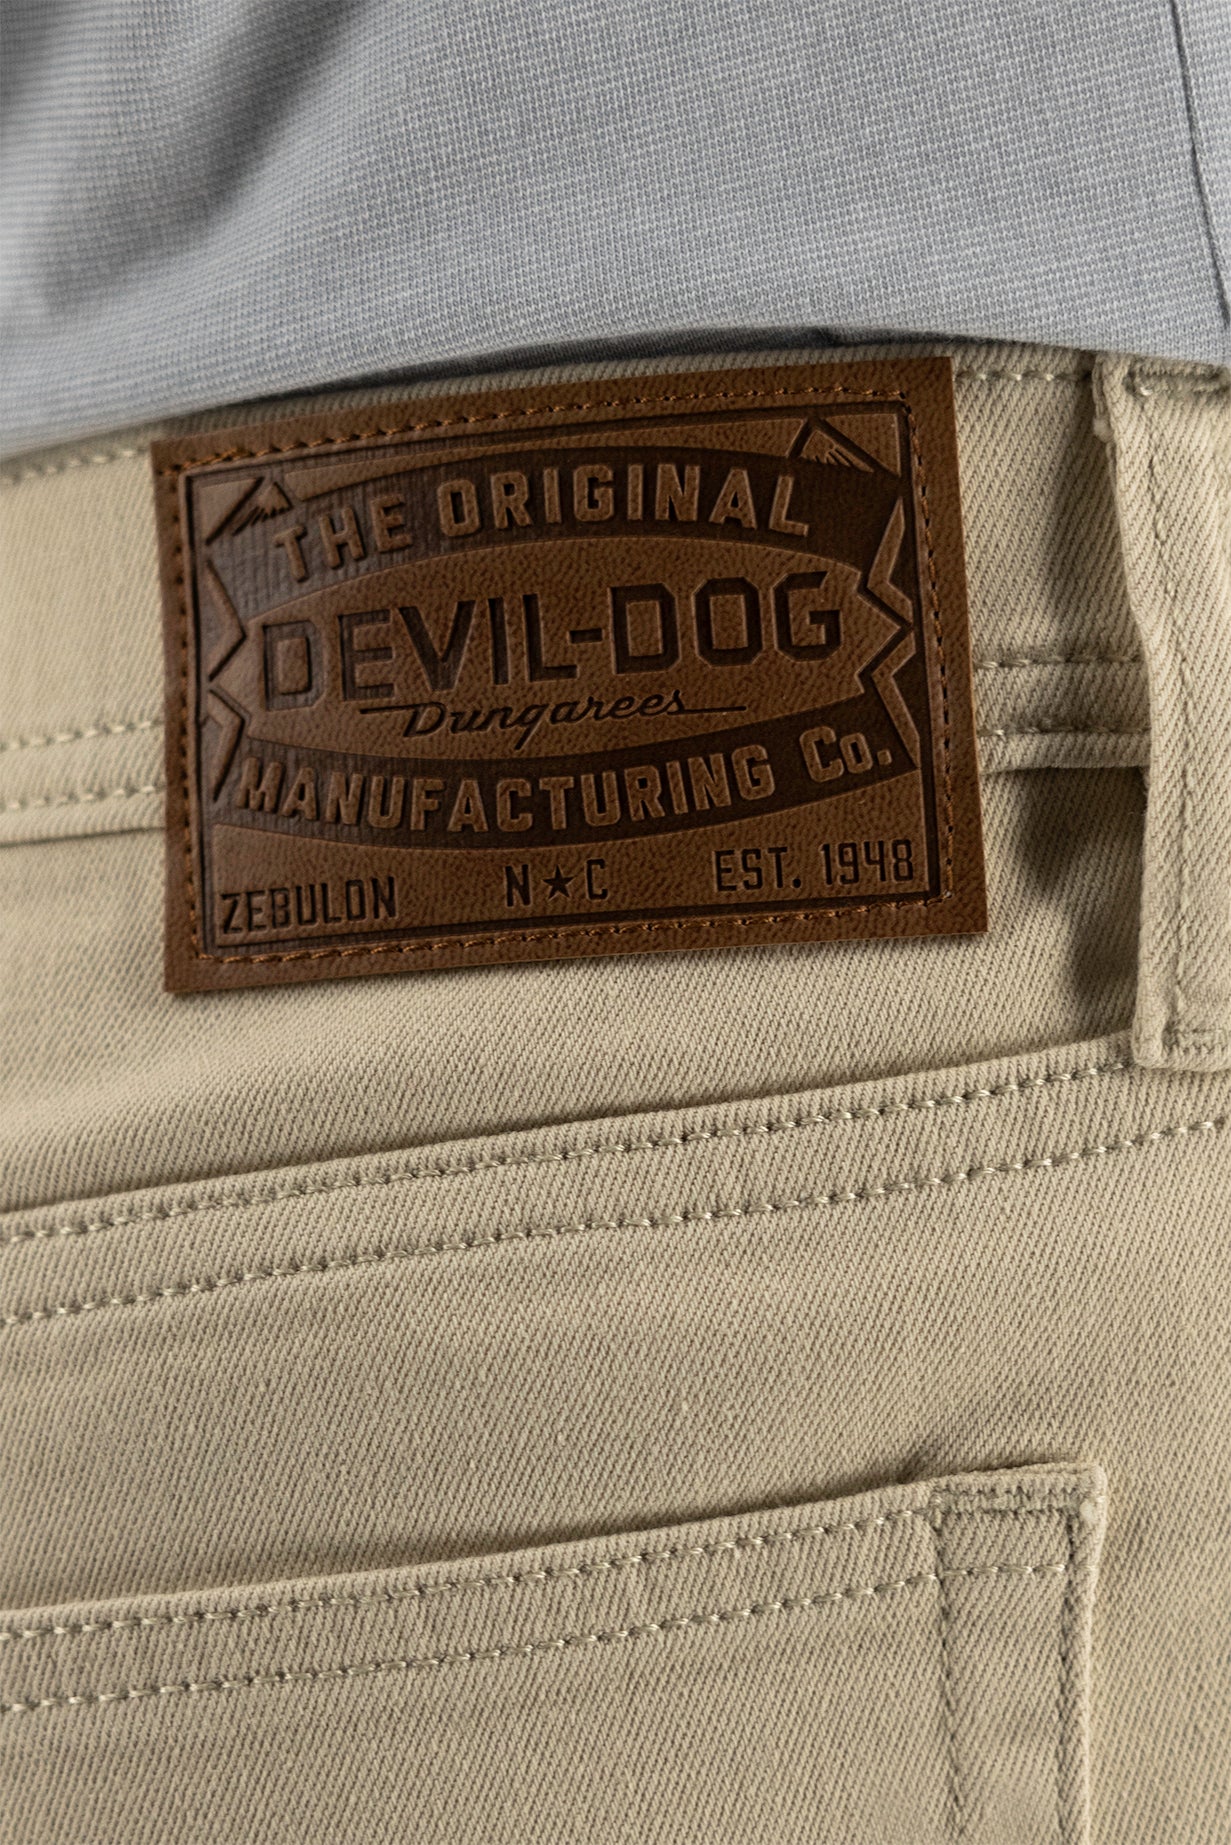 THE ORIGINAL
DEVIL-DOG
Dungarees
MANUFACTURING Co.
ZEBULON N★C EST. 1948